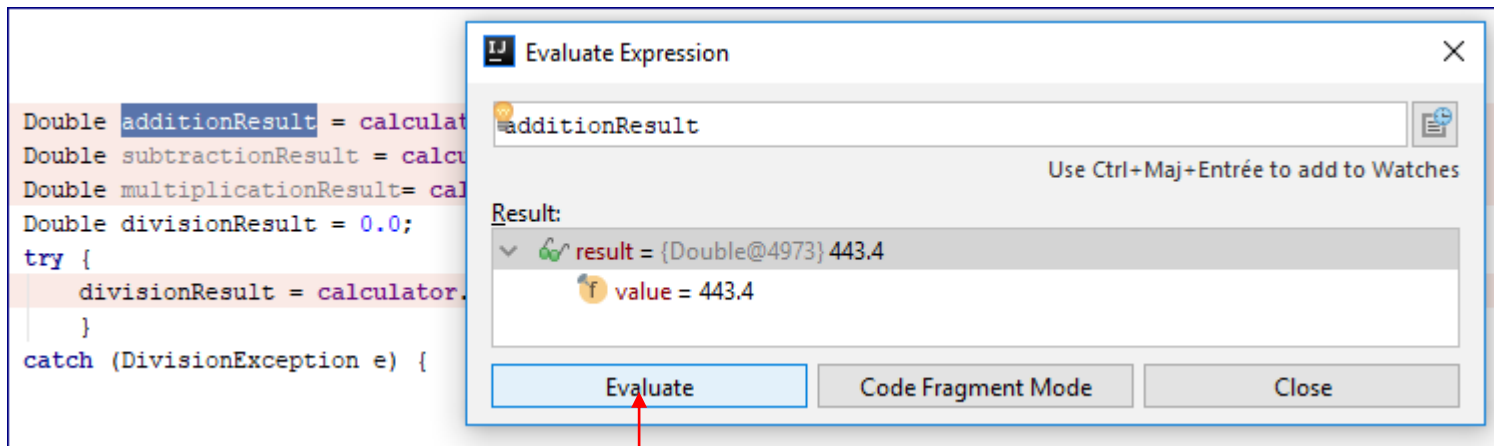 Double additionResult = calculat
Double subtractionResult = calcu
Double multiplicationResult= cal
Double divisionResult = 0.0;
try {
divisionResult = calculator.
}
catch (DivisionException e) {
IJ Evaluate Expression
additionResult
Use Ctrl+Maj+Entrée to add to Watches
Result:
result = {Double@4973} 443.4
f value = 443.4
Evaluate Code Fragment Mode Close